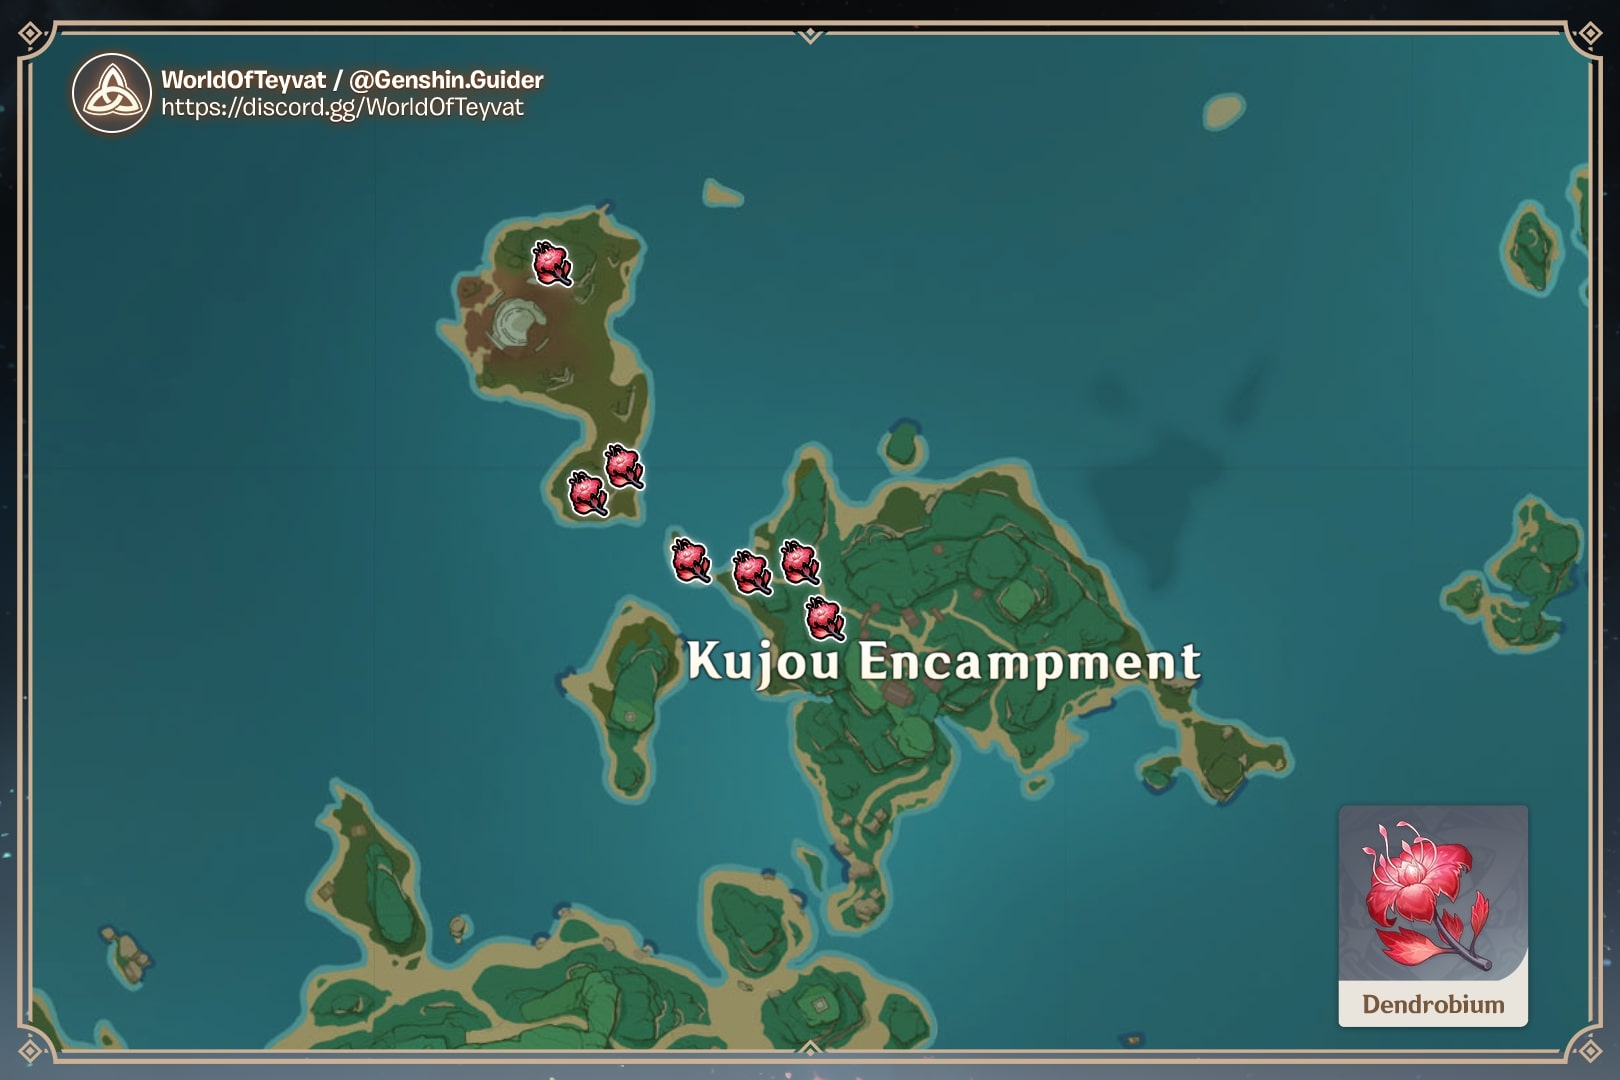 WorldOfTeyvat / @Genshin.Guider
https://discord.gg/WorldOfTeyvat
Kujou Encampment
Dendrobium